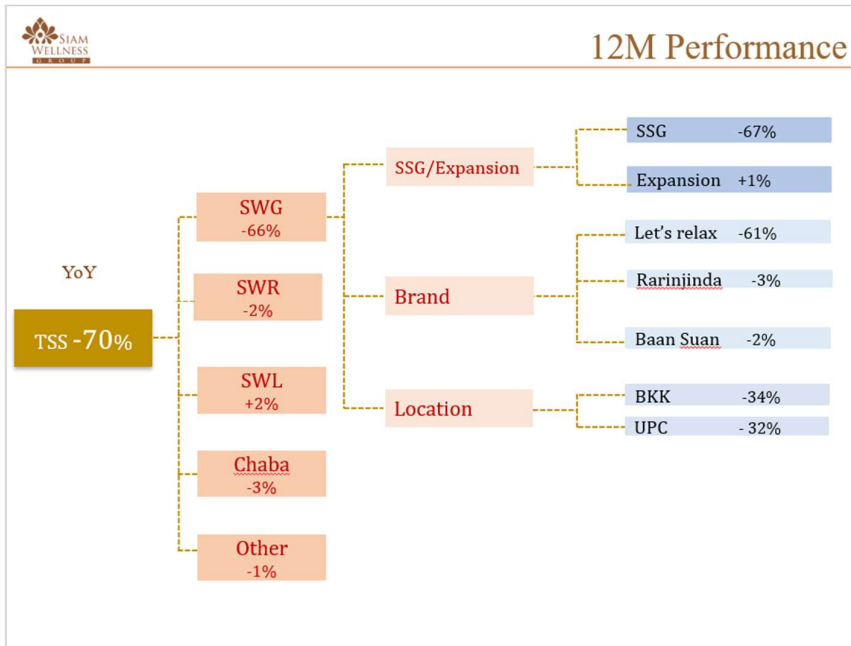 SIAM
WELLNESS
GROUP
12M Performance
YoY
TSS -70%
SWG
-66%
SWR
-2%
SWL
+2%
Chaba
-3%
Other
-1%
SSG/Expansion
Brand
Location
SSG -67%
Expansion +1%
Let's relax -61%
Rarinjinda -3%
Baan Suan -2%
BKK -34%
UPC - 32%